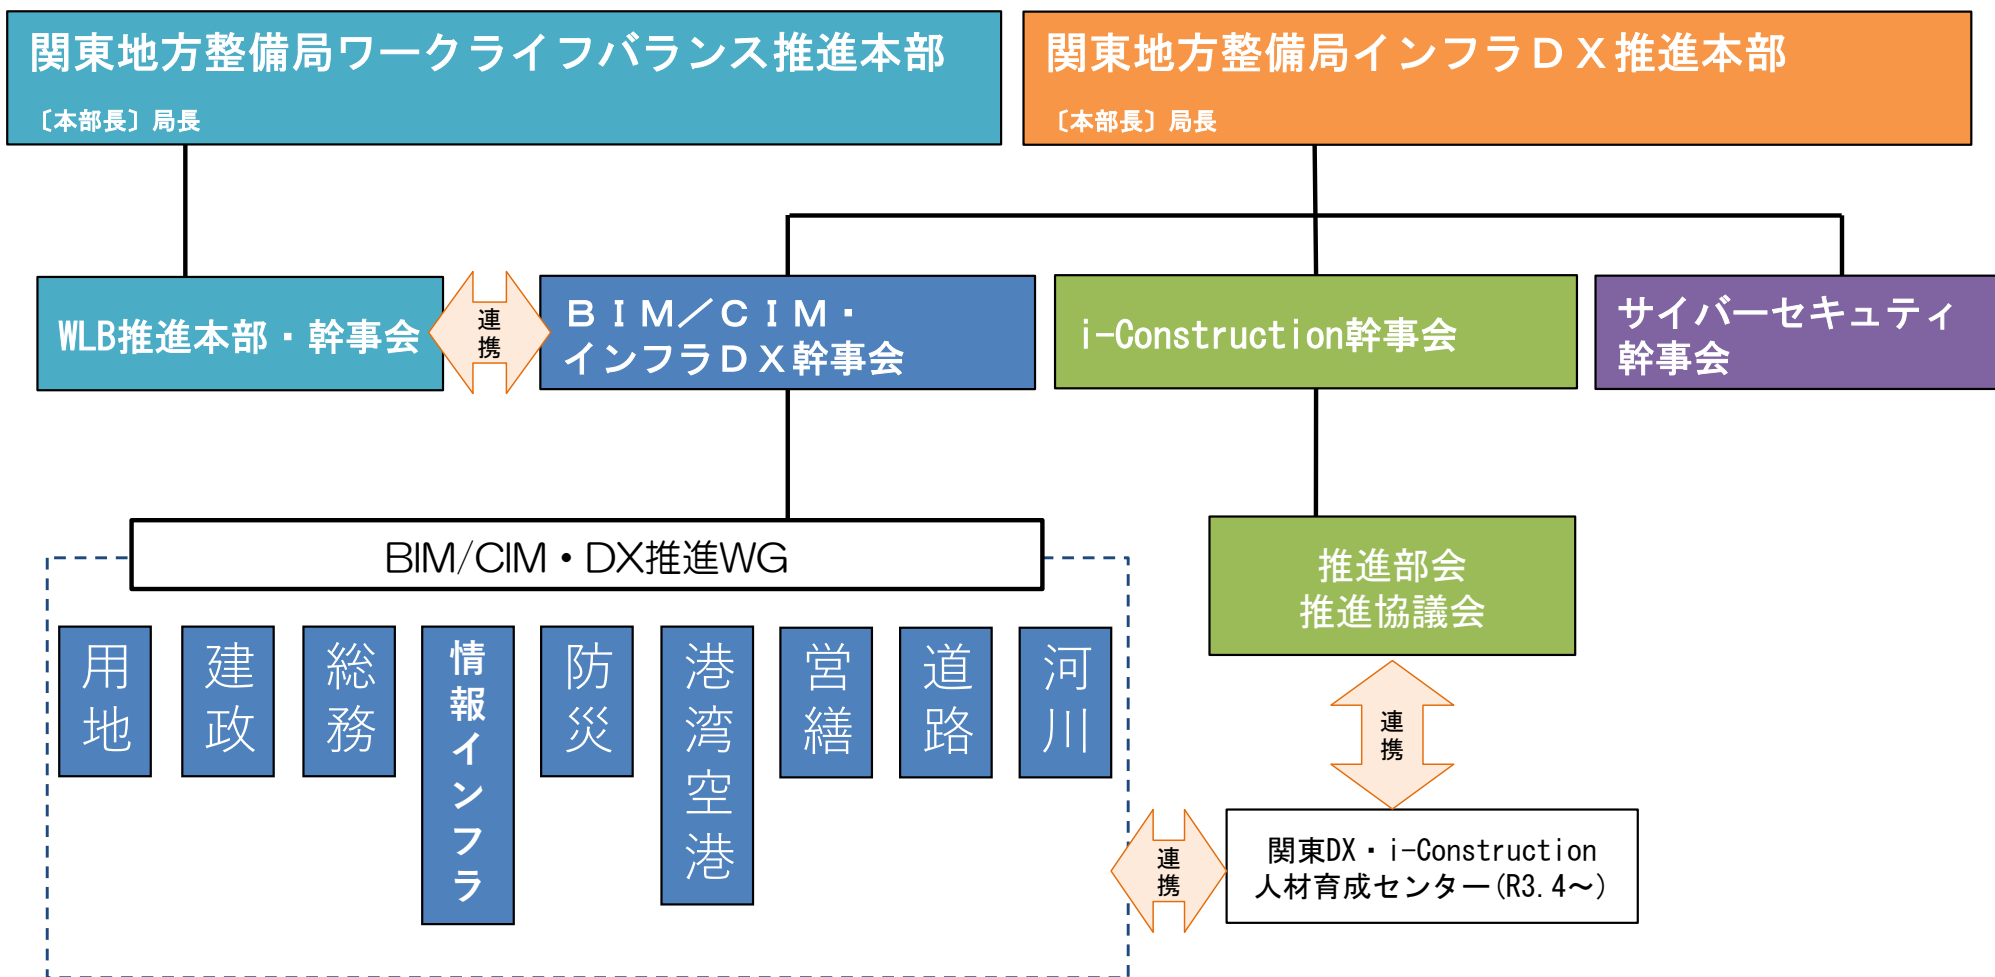 関東地方整備局ワークライフバランス推進本部
〔本部長〕局長
関東地方整備局インフラＤＸ推進本部
〔本部長〕局長
WLB推進本部・幹事会
連
携
ＢＩＭ／ＣＩＭ・
インフラＤＸ幹事会
i-Construction幹事会
サイバーセキュティ
幹事会
BIM/CIM・DX推進WG
推進部会
推進協議会
用
地
建
政
総
務
情
報
イ
ン
フ
ラ
防
災
港
湾
空
港
営
繕
道
路
河
川
連
携
連
携
関東DX・i-Construction
人材育成センター(R3.4～)